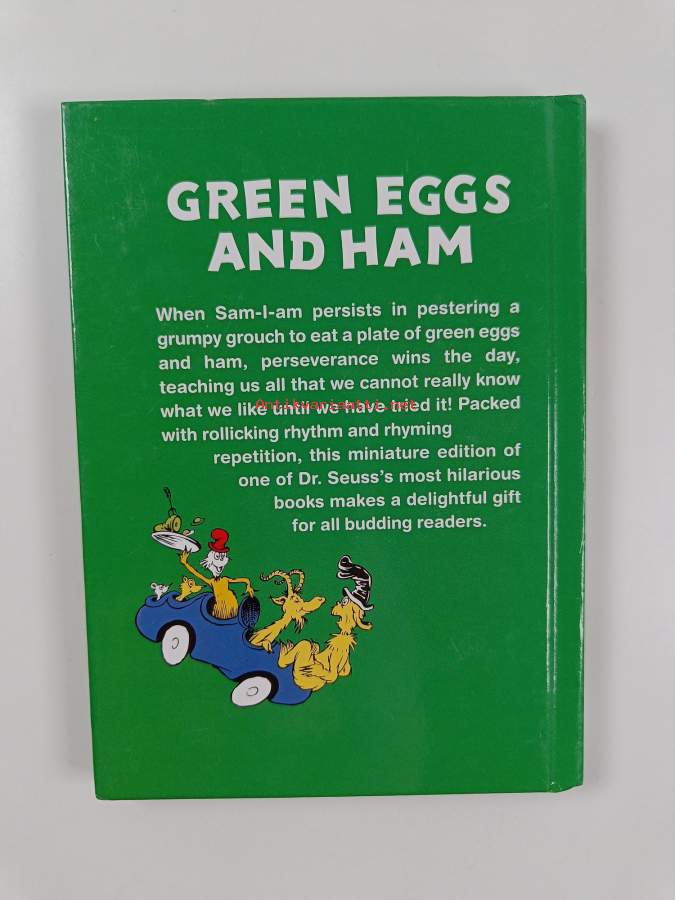 GREEN EGGS
AND HAM
When Sam-I-am persists in pestering a
grumpy grouch to eat a plate of green eggs
and ham, perseverance wins the day,
teaching us all that we cannot really know
what we like until we have tried it! Packed
Antikvariaatti.net
with rollicking rhythm and rhyming
repetition, this miniature edition of
one of Dr. Seuss's most hilarious
books makes a delightful gift
for all budding readers.